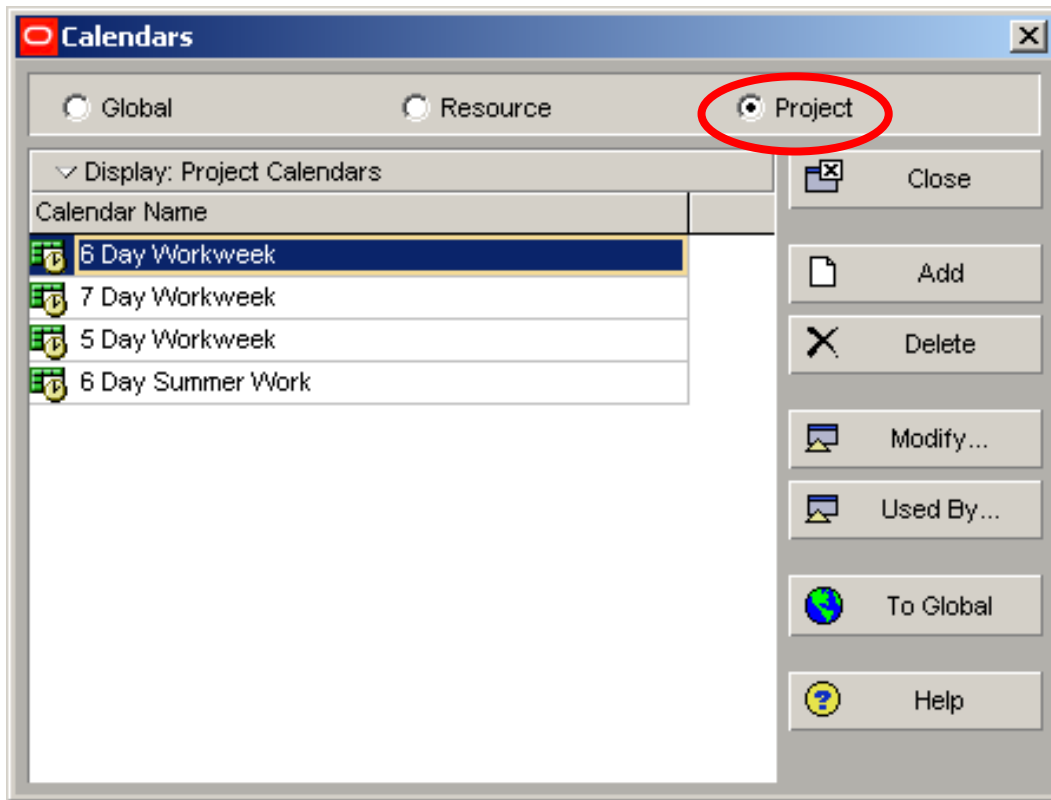 Calendars
Global Resource Project
Display: Project Calendars
Calendar Name
6 Day Workweek
7 Day Workweek
5 Day Workweek
6 Day Summer Work
Close
Add
Delete
Modify...
Used By...
To Global
Help